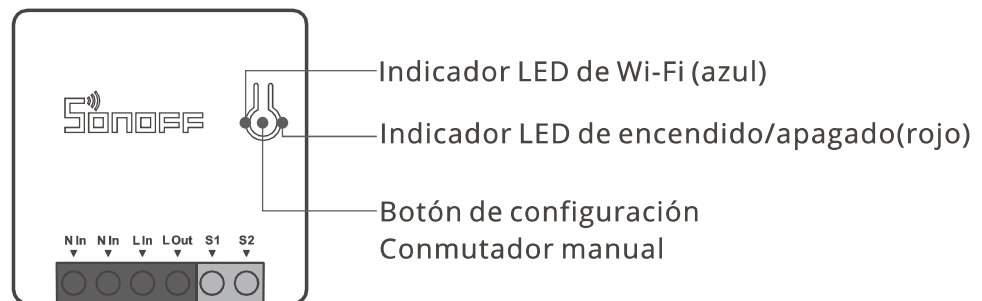 Indicador LED de Wi-Fi (azul)
SONOFF
Indicador LED de encendido/apagado(rojo)
Botón de configuración
Conmutador manual
N In N In L In L Out S1 S2